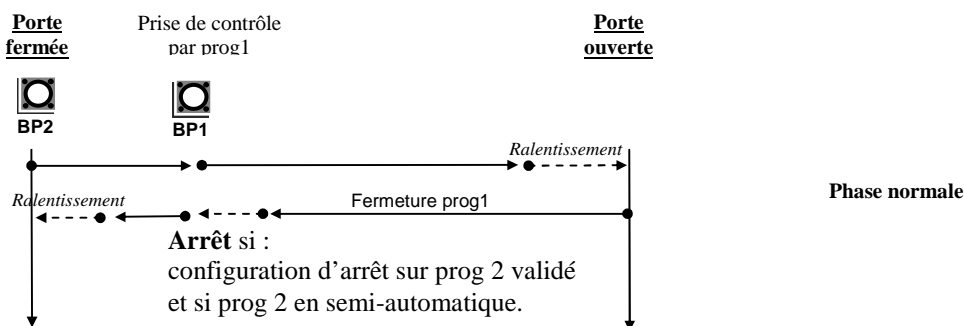 Porte
fermée
Prise de contrôle
par prog1
Porte
ouverte
BP2
BP1
Ralentissement
Ralentissement
Fermeture prog1
Phase normale
Arrêt si :
configuration d'arrêt sur prog 2 validé
et si prog 2 en semi-automatique.